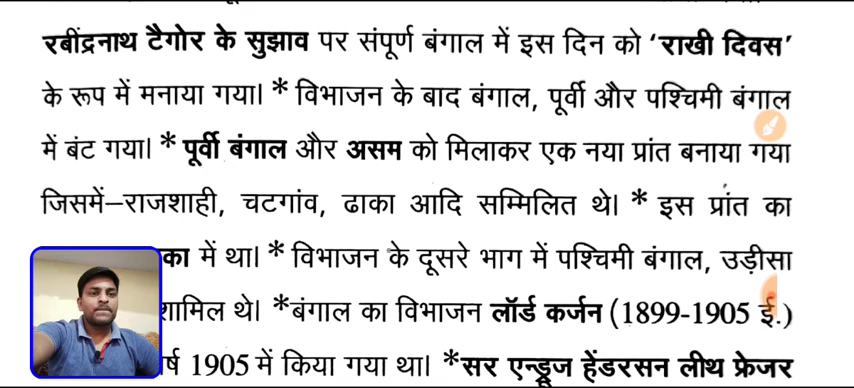 रबींद्रनाथ टैगोर के सुझाव पर संपूर्ण बंगाल में इस दिन को ‘राखी दिवस’
के रूप में मनाया गया। * विभाजन के बाद बंगाल, पूर्वी और पश्चिमी बंगाल
में बंट गया। * पूर्वी बंगाल और असम को मिलाकर एक नया प्रांत बनाया गया
जिसमें–राजशाही, चटगांव, ढाका आदि सम्मिलित थे। * इस प्रांत का
में था। * विभाजन के दूसरे भाग में पश्चिमी बंगाल, उड़ीसा
शामिल थे। *बंगाल का विभाजन लॉर्ड कर्जन (1899-1905 ई.)
1905 में किया गया था। *सर एन्ड्रूज हेंडरसन लीथ फ्रेजर